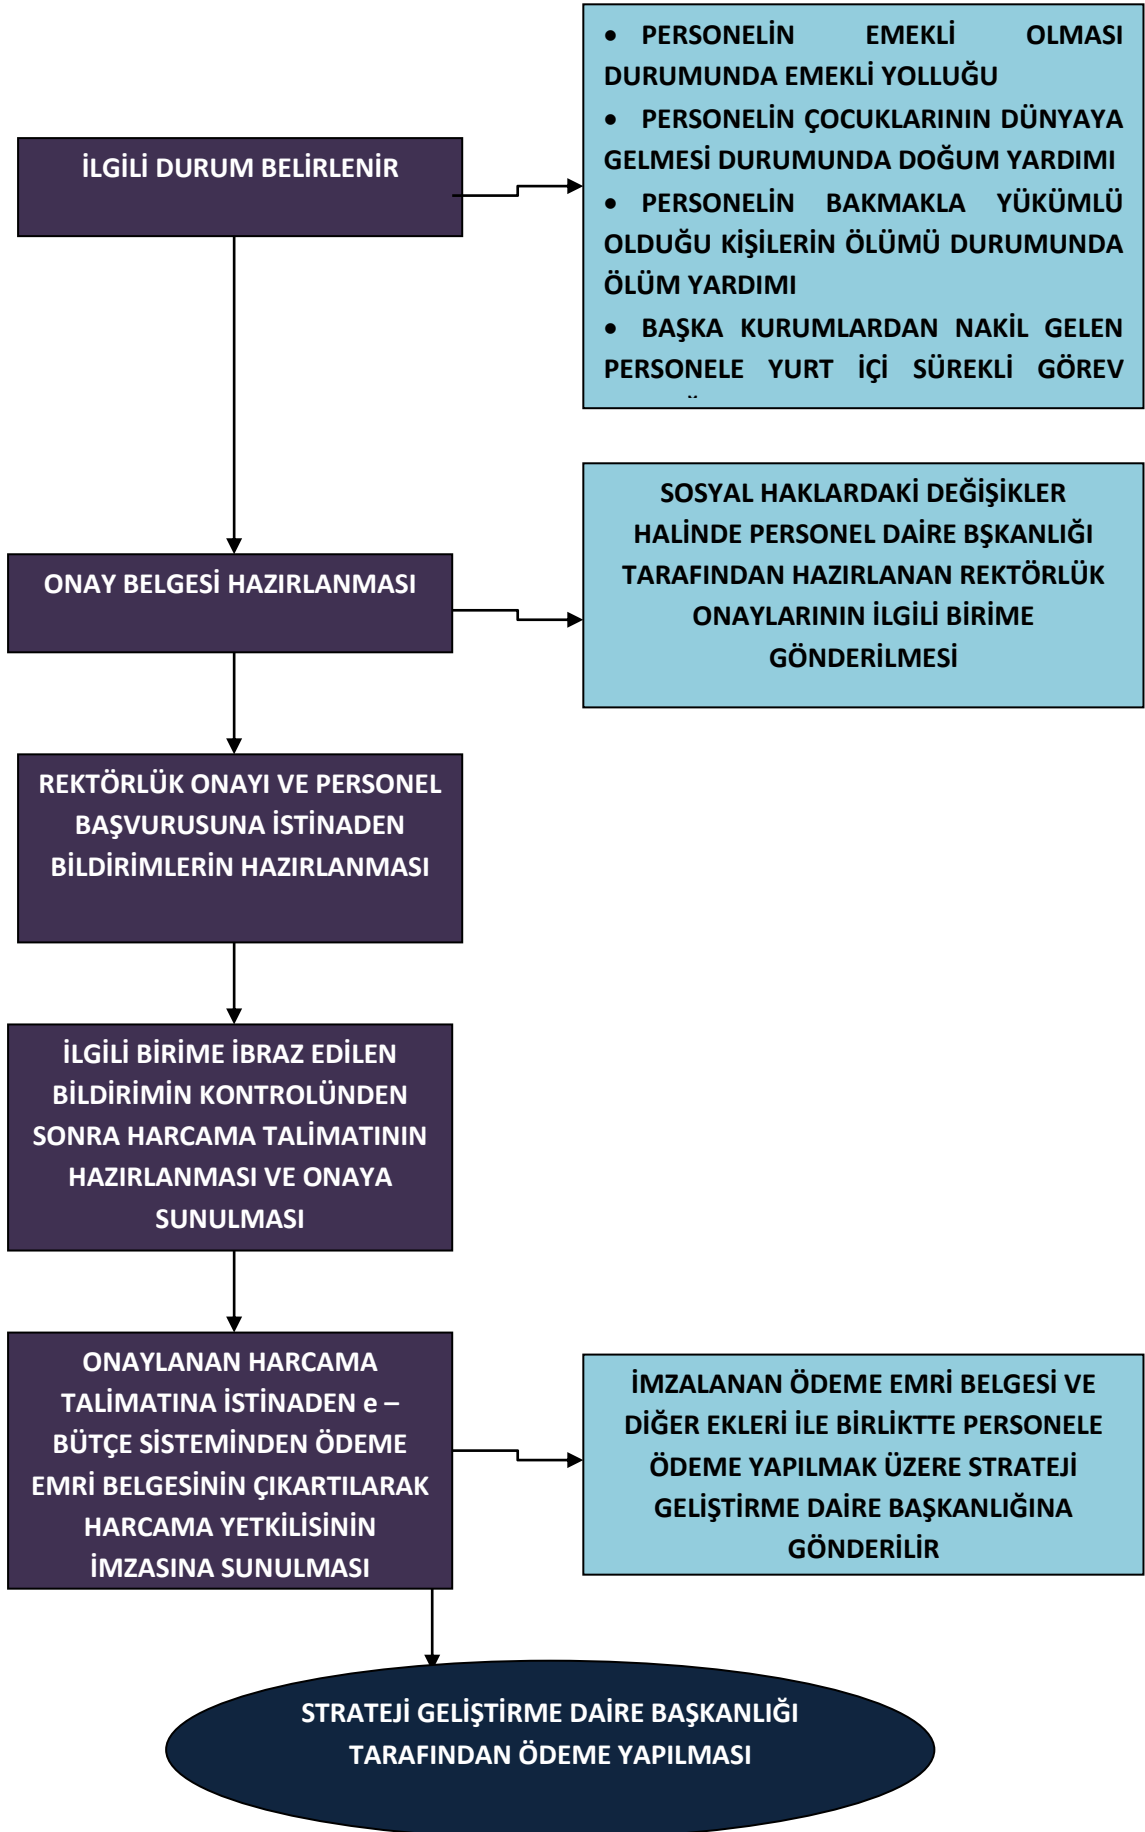 • PERSONELİN EMEKLİ OLMASI
DURUMUNDA EMEKLİ YOLLUĞU
• PERSONELİN ÇOCUKLARININ DÜNYAYA
GELMESİ DURUMUNDA DOĞUM YARDIMI
• PERSONELİN BAKMAKLA YÜKÜMLÜ
OLDUĞU KİŞİLERİN ÖLÜMÜ DURUMUNDA
ÖLÜM YARDIMI
• BAŞKA KURUMLARDAN NAKİL GELEN
PERSONELE YURT İÇİ SÜREKLİ GÖREV
İLGİLİ DURUM BELİRLENİR
SOSYAL HAKLARDAKİ DEĞİŞİKLER
HALİNDE PERSONEL DAİRE BŞKANLIĞI
TARAFINDAN HAZIRLANAN REKTÖRLÜK
ONAYLARININ İLGİLİ BİRİME
GÖNDERİLMESİ
ONAY BELGESİ HAZIRLANMASI
REKTÖRLÜK ONAYI VE PERSONEL
BAŞVURUSUNA İSTİNADEN
BİLDİRİMLERİN HAZIRLANMASI
İLGİLİ BİRİME İBRAZ EDİLEN
BİLDİRİMİN KONTROLÜNDEN
SONRA HARCAMA TALİMATININ
HAZIRLANMASI VE ONAYA
SUNULMASI
ONAYLANAN HARCAMA
TALİMATINA İSTİNADEN e –
BÜTÇE SİSTEMİNDEN ÖDEME
EMRİ BELGESİNİN ÇIKARTILARAK
HARCAMA YETKİLİSİNİN
İMZASINA SUNULMASI
İMZALANAN ÖDEME EMRİ BELGESİ VE
DİĞER EKLERİ İLE BİRLİKTTE PERSONELE
ÖDEME YAPILMAK ÜZERE STRATEJİ
GELİŞTİRME DAİRE BAŞKANLIĞINA
GÖNDERİLİR
STRATEJİ GELİŞTİRME DAİRE BAŞKANLIĞI
TARAFINDAN ÖDEME YAPILMASI